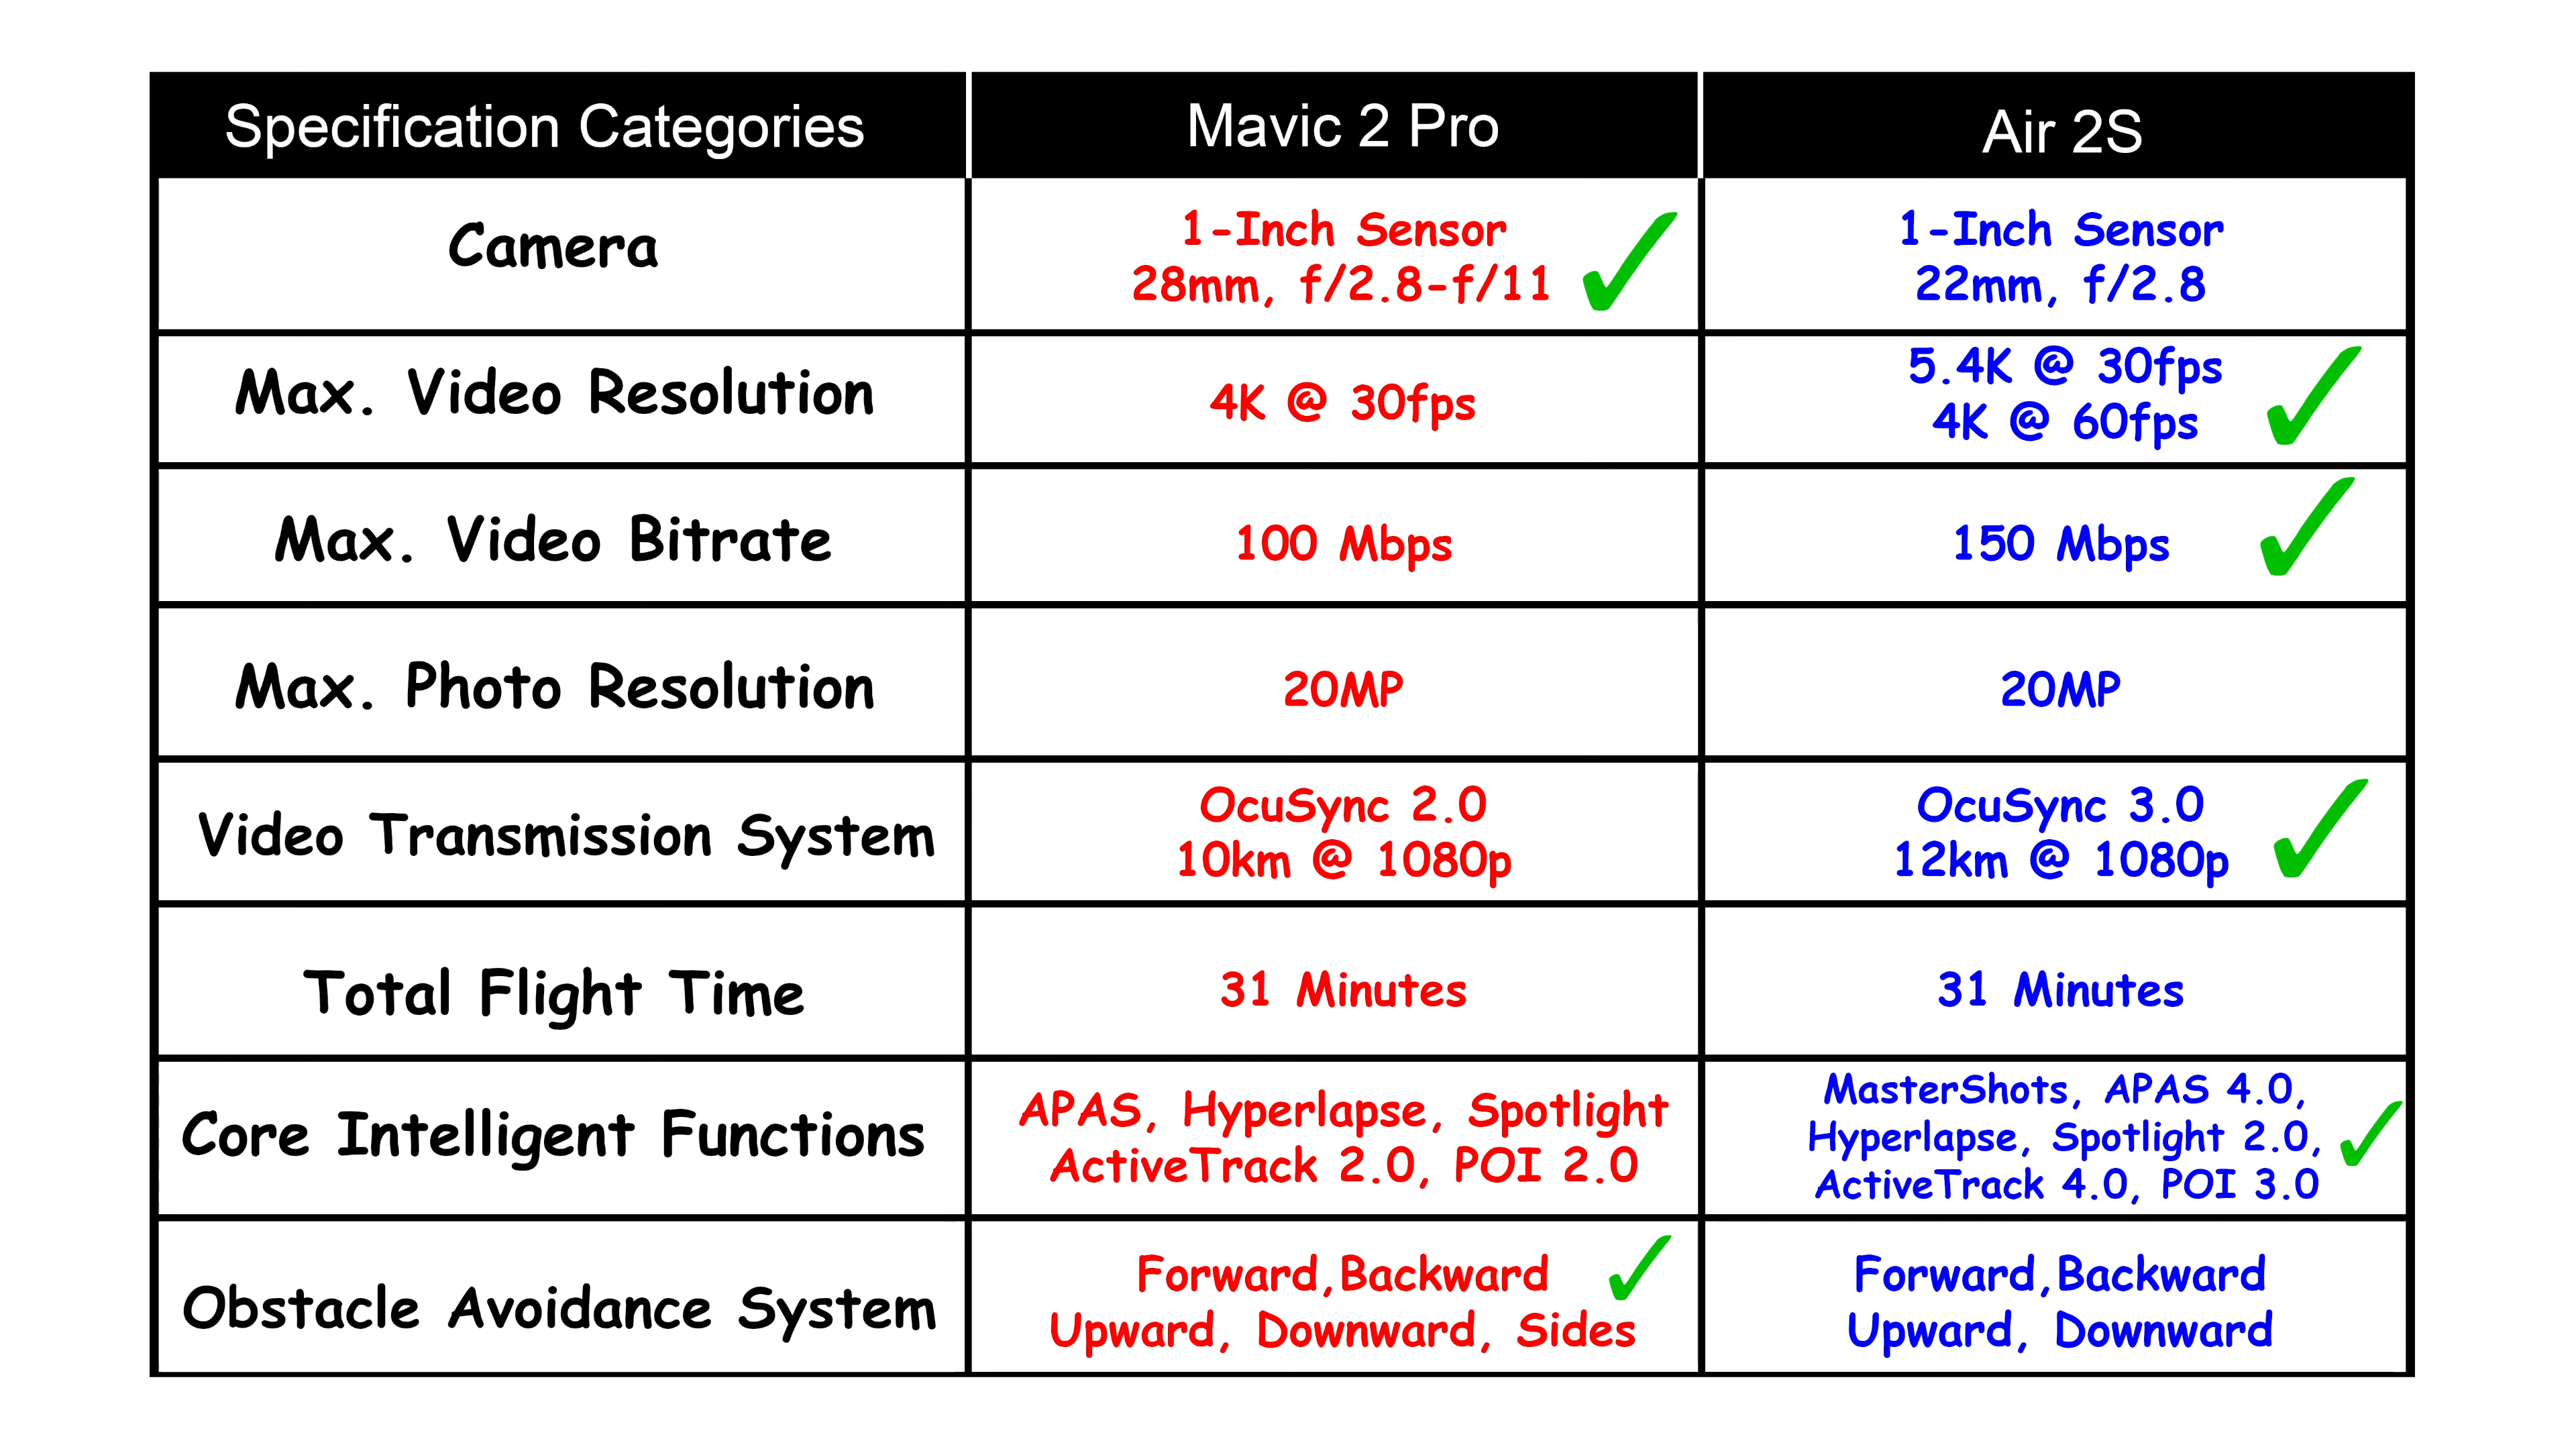 Specification Categories
Mavic 2 Pro
Air 2S
Camera
1-Inch Sensor
28mm, f/2.8-f/11
1-Inch Sensor
22mm, f/2.8
Max. Video Resolution
4K @ 30fps
5.4K @ 30fps
4K @ 60fps
Max. Video Bitrate
100 Mbps
150 Mbps
Max. Photo Resolution
20MP
20MP
Video Transmission System
OcuSync 2.0
10km @ 1080p
OcuSync 3.0
12km @ 1080p
Total Flight Time
31 Minutes
31 Minutes
Core Intelligent Functions
APAS, Hyperlapse, Spotlight
ActiveTrack 2.0, POI 2.0
MasterShots, APAS 4.0,
Hyperlapse, Spotlight 2.0,
ActiveTrack 4.0, POI 3.0
Obstacle Avoidance System
Forward,Backward
Upward, Downward, Sides
Forward,Backward
Upward, Downward